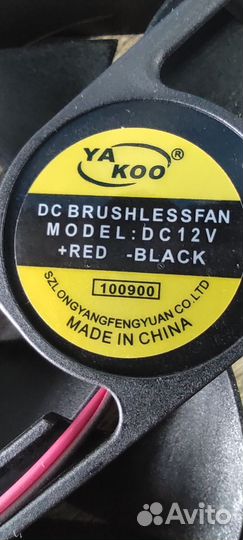 YA
KOO ®
DC BRUSHLESSFAN
MODEL:DC12V
+RED -BLACK
100900
SZLONGYANGFENGYUAN CO.LTD
MADE IN CHINA
Avito